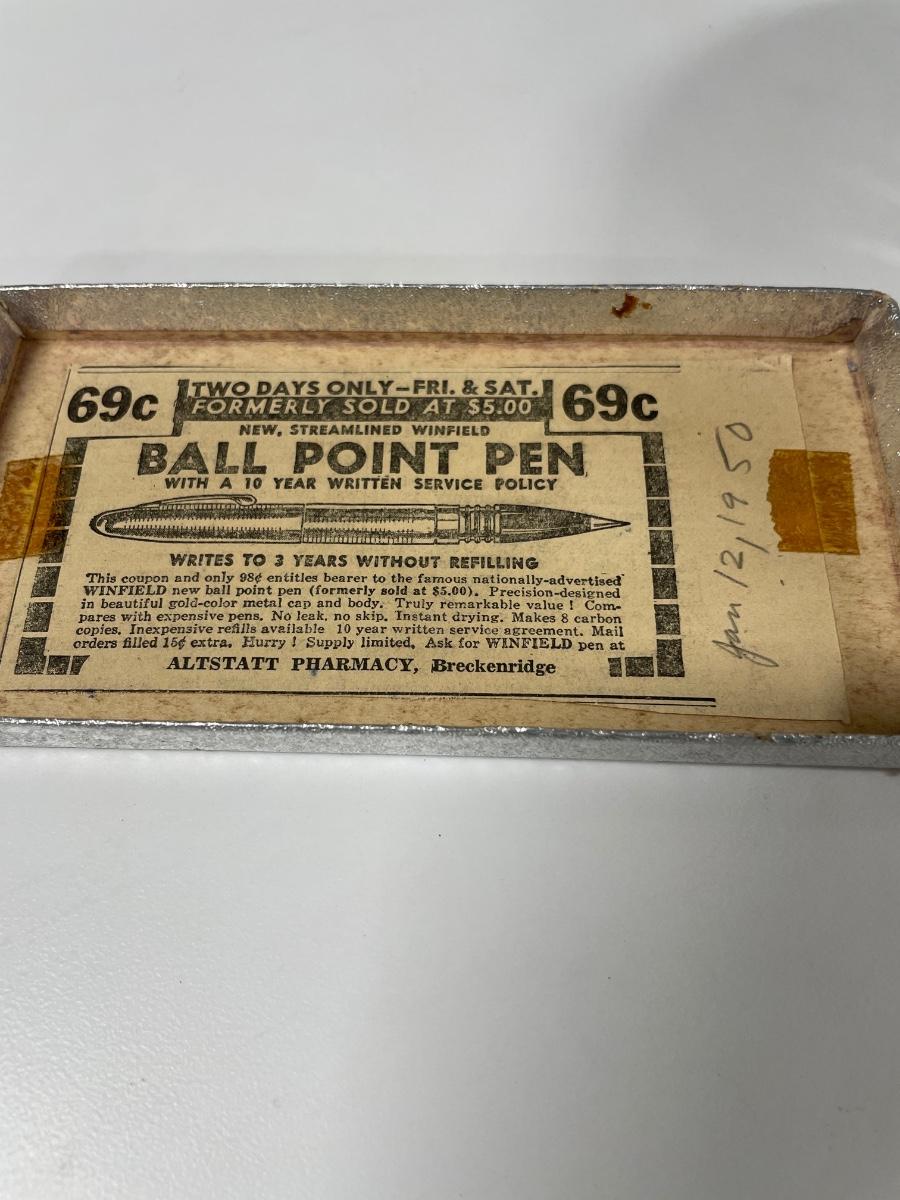 69c TWO DAYS ONLY—FRI. & SAT. 69c
FORMERLY SOLD AT $5.00
NEW, STREAMLINED WINFIELD
BALL POINT PEN
WITH A 10 YEAR WRITTEN SERVICE POLICY
WRITES TO 3 YEARS WITHOUT REFILLING
This coupon and only 98¢ entitles bearer to the famous nationally-advertised
WINFIELD new ball point pen (formerly sold at $5.00). Precision-designed
in beautiful gold-color metal cap and body. Truly remarkable value ! Com-
pares with expensive pens. No leak, no skip. Instant drying. Makes 8 carbon
copies. Inexpensive refills available 10 year written service agreement. Mail
orders filled 15¢ extra. Hurry ! Supply limited. Ask for WINFIELD pen at
ALTSTATT PHARMACY, Breckenridge
Jan 12, 1950